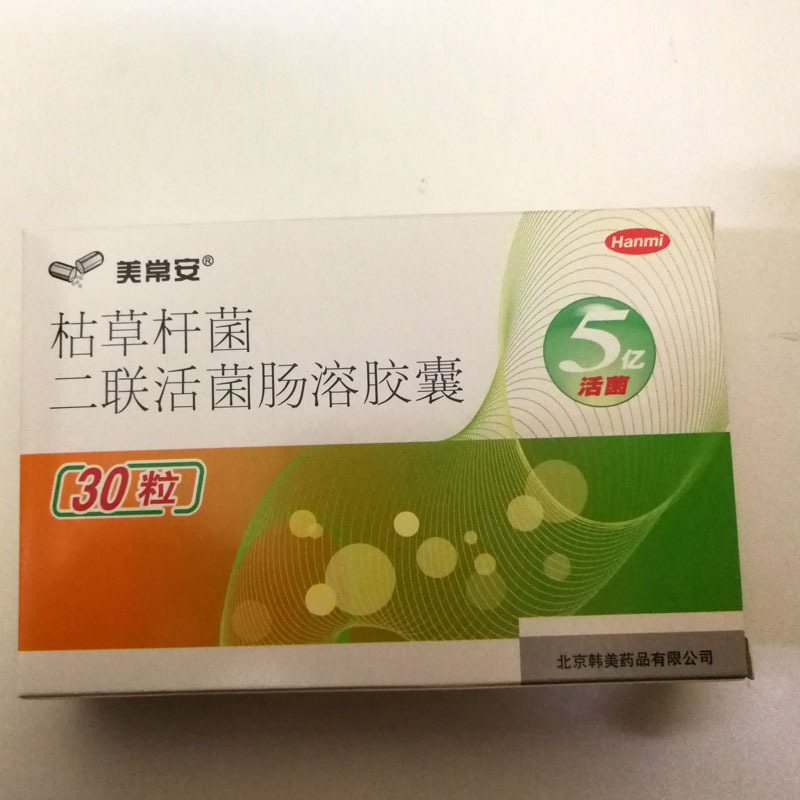 Hanmi
美常安®
枯草杆菌
二联活菌肠溶胶囊
5亿
活菌
30粒
北京韩美药品有限公司